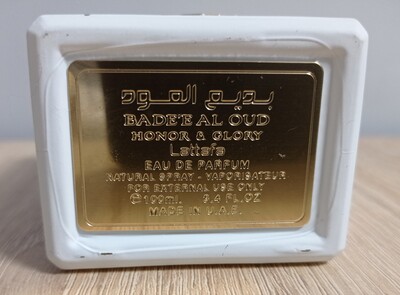 بديع العود
BADE'E AL OUD
HONOR & GLORY
Lattafa
EAU DE PARFUM
NATURAL SPRAY - VAPORISATEUR
FOR EXTERNAL USE ONLY
℮100ml. 3.4 FL.OZ
MADE IN U.A.E.